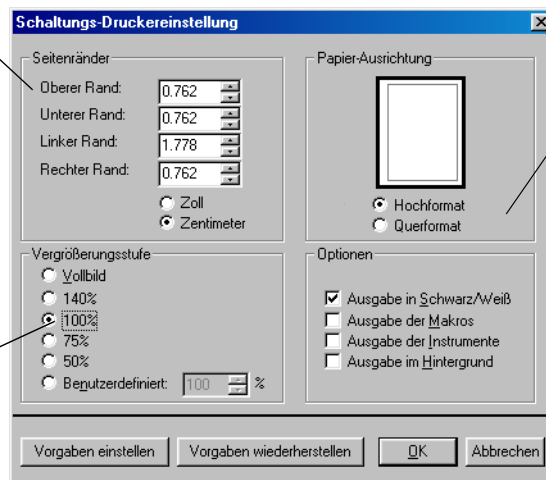 Schaltungs-Druckereinstellung
Seitenränder
Oberer Rand: 0.762
Unterer Rand: 0.762
Linker Rand: 1.778
Rechter Rand: 0.762
Zoll
Zentimeter
Papier-Ausrichtung
Hochformat
Querformat
Vergrößerungsstufe
Vollbild
140%
100%
75%
50%
Benutzerdefiniert: 100 %
Optionen
Ausgabe in Schwarz/Weiß
Ausgabe der Makros
Ausgabe der Instrumente
Ausgabe im Hintergrund
Vorgaben einstellen Vorgaben wiederherstellen OK Abbrechen